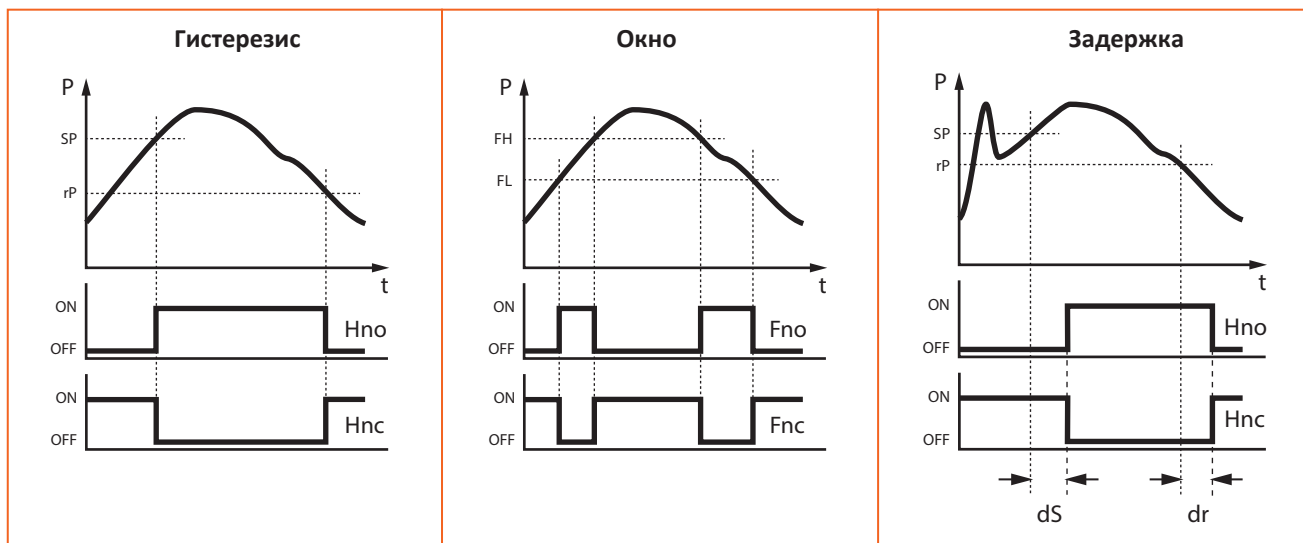 Гистерезис
P
SP
rP
t
ON
OFF
Hno
ON
OFF
Hnc
Окно
P
FH
FL
t
ON
OFF
Fno
ON
OFF
Fnc
Задержка
P
SP
rP
t
ON
OFF
Hno
ON
OFF
Hnc
dS
dr